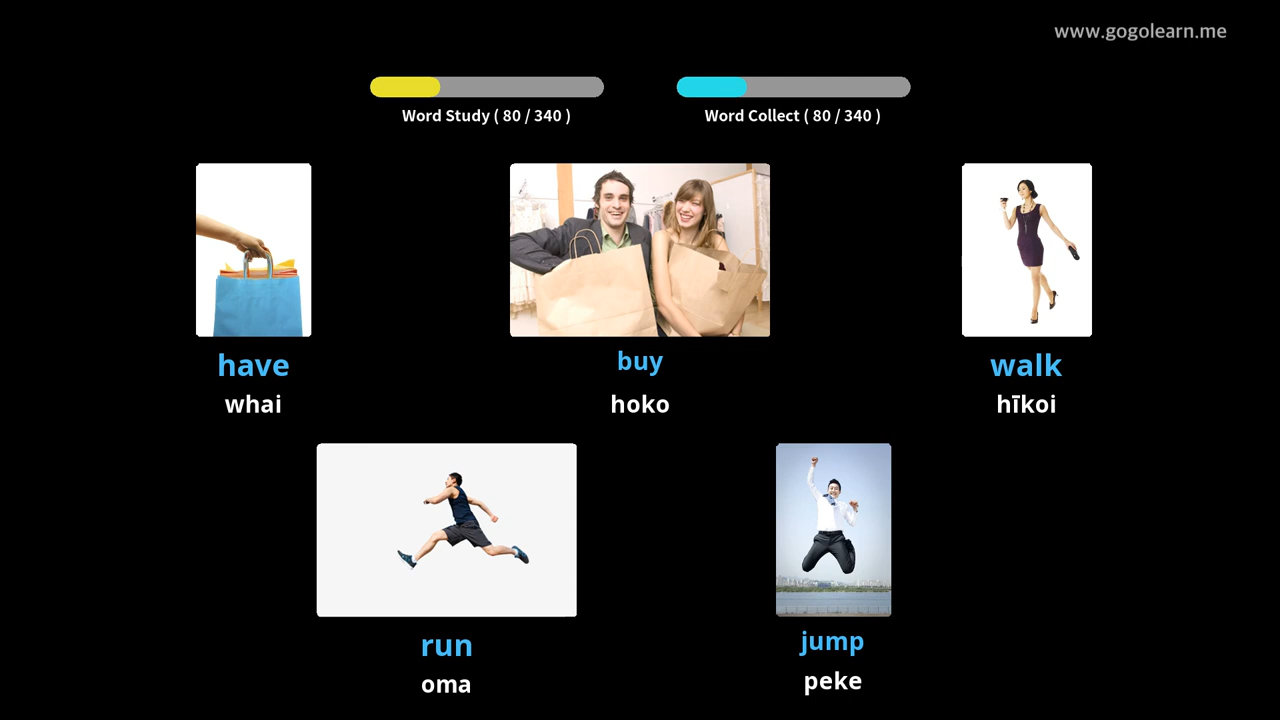 www.gogolearn.me
Word Study ( 80 / 340 )
Word Collect ( 80 / 340 )
have
whai
buy
hoko
walk
hīkoi
run
oma
jump
peke